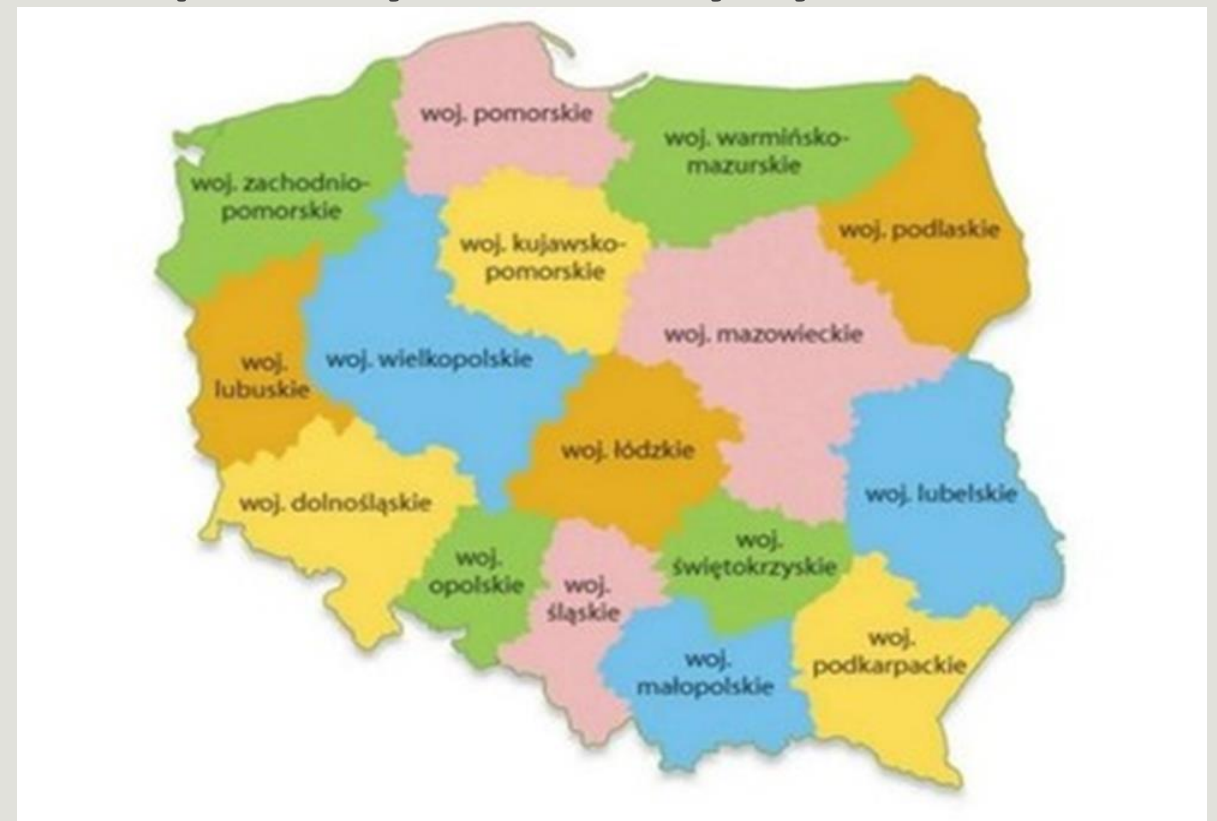 woj. pomorskie
woj. warmińsko-
mazurskie
woj. zachodnio-
pomorskie
woj. podlaskie
woj. kujawsko-
pomorskie
woj. mazowieckie
woj. wielkopolskie
woj.
lubuskie
woj. łódzkie
woj. lubelskie
woj. dolnośląskie
woj.
opolskie
woj.
śląskie
woj.
świętokrzyskie
woj.
podkarpackie
woj.
małopolskie